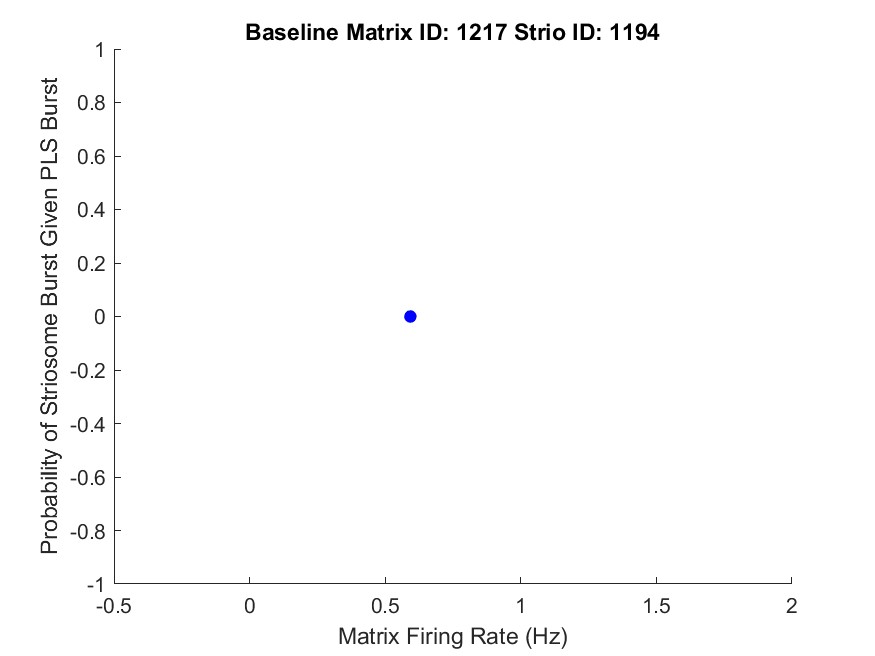 Baseline Matrix ID: 1217 Strio ID: 1194
Probability of Striosome Burst Given PLS Burst
1
0.8
0.6
0.4
0.2
0
-0.2
-0.4
-0.6
-0.8
-1
-0.5 0 0.5 1 1.5 2
Matrix Firing Rate (Hz)